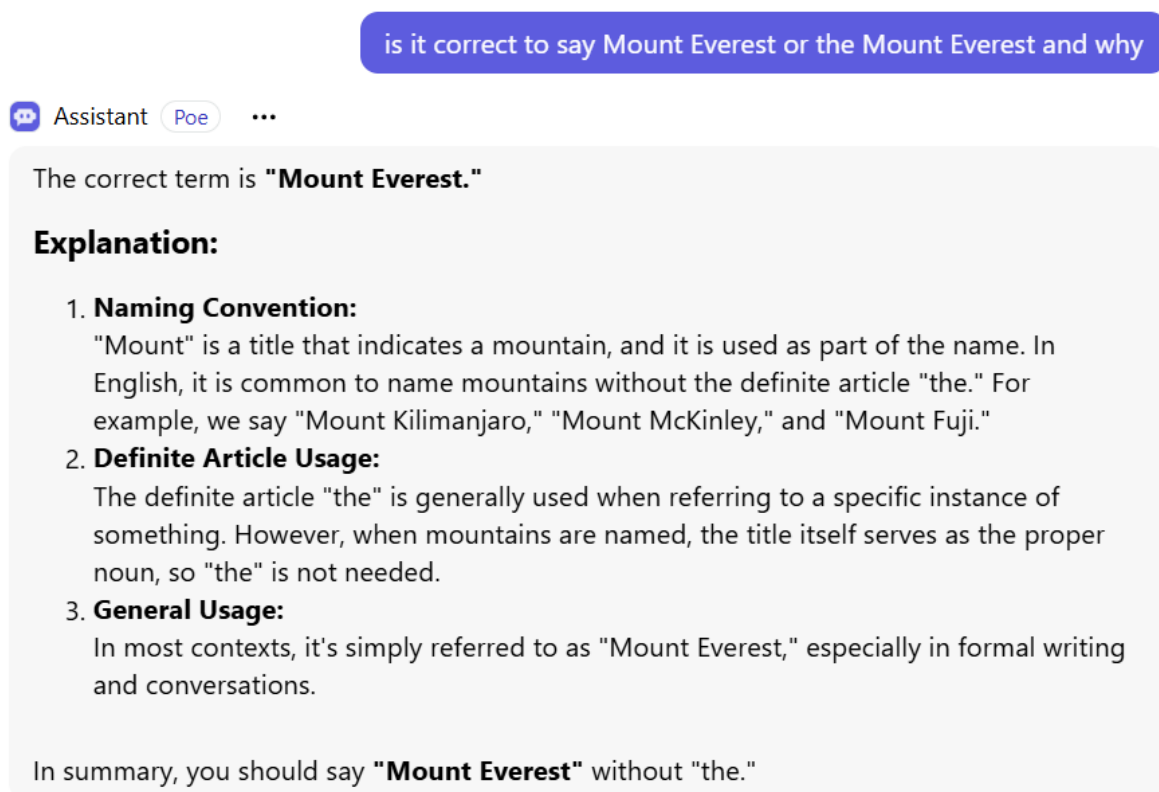 is it correct to say Mount Everest or the Mount Everest and why
Assistant Poe ...
The correct term is "Mount Everest."
Explanation:
1. Naming Convention:
"Mount" is a title that indicates a mountain, and it is used as part of the name. In
English, it is common to name mountains without the definite article "the." For
example, we say "Mount Kilimanjaro," "Mount McKinley," and "Mount Fuji."
2. Definite Article Usage:
The definite article "the" is generally used when referring to a specific instance of
something. However, when mountains are named, the title itself serves as the proper
noun, so "the" is not needed.
3. General Usage:
In most contexts, it's simply referred to as "Mount Everest," especially in formal writing
and conversations.
In summary, you should say "Mount Everest" without "the."